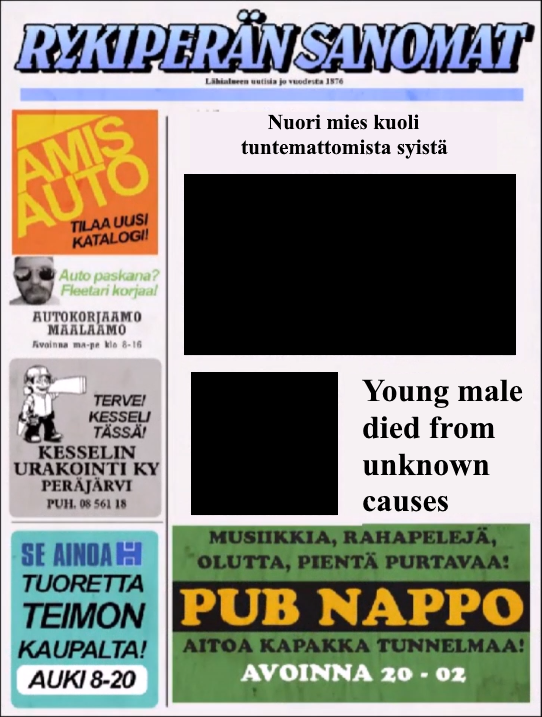 RYKIPERÄN SANOMAT
Lähialueen uutisia jo vuodesta 1876
AMIS
AUTO
TILAA UUSI
KATALOGI!
Auto paskana?
Fleetari korjaa!
AUTOKORJAAMO
MAALAAMO
Avoinna ma-pe klo 8-16
TERVE!
KESSELI
TÄSSÄ!
KESSELIN
URAKOINTI KY
PERÄJÄRVI
PUH. 08 561 18
SE AINOA H
TUORETTA
TEIMON
KAUPALTA!
AUKI 8-20
Nuori mies kuoli
tuntemattomista syistä
Young male
died from
unknown
causes
MUSIIKKIA, RAHAPELEJÄ,
OLUTTA, PIENTÄ PURTAVAA!
PUB NAPPO
AITOA KAPAKKA TUNNELMAA!
AVOINNA 20 - 02